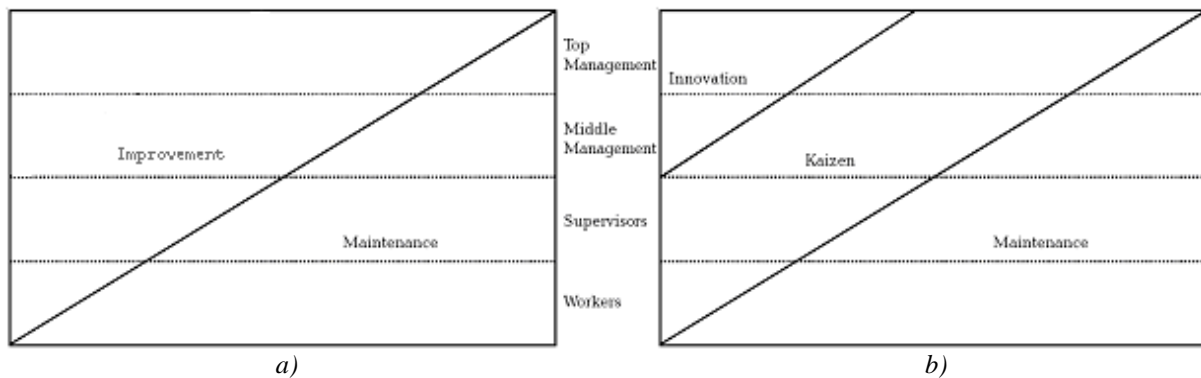 Top
Management
Innovation
Middle
Management
Improvement
Kaizen
Supervisors
Maintenance
Maintenance
Workers
a)
b)